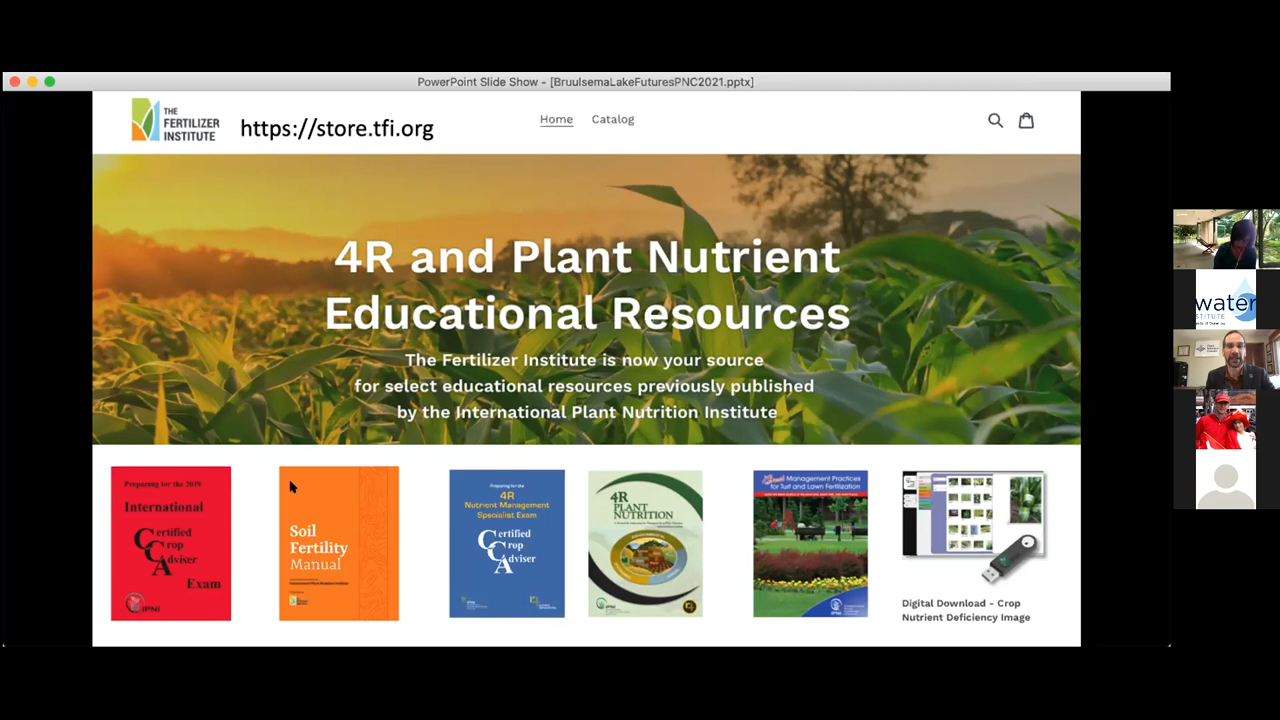 PowerPoint Slide Show - [BruulsemaLakeFuturesPNC2021.pptx]
THE
FERTILIZER
INSTITUTE
https://store.tfi.org
Home
Catalog
4R and Plant Nutrient
Educational Resources
The Fertilizer Institute is now your source
for select educational resources previously published
by the International Plant Nutrition Institute
Preparing for the 2019
International
Certified
Crop
Adviser
Exam
IPNI
Soil
Fertility
Manual
Preparing for the
4R
Nutrient Management
Specialist Exam
Certified
Crop
Adviser
4R
PLANT
NUTRITION
Management Practices
for Turf and Lawn Fertilization
Digital Download - Crop
Nutrient Deficiency Image
water